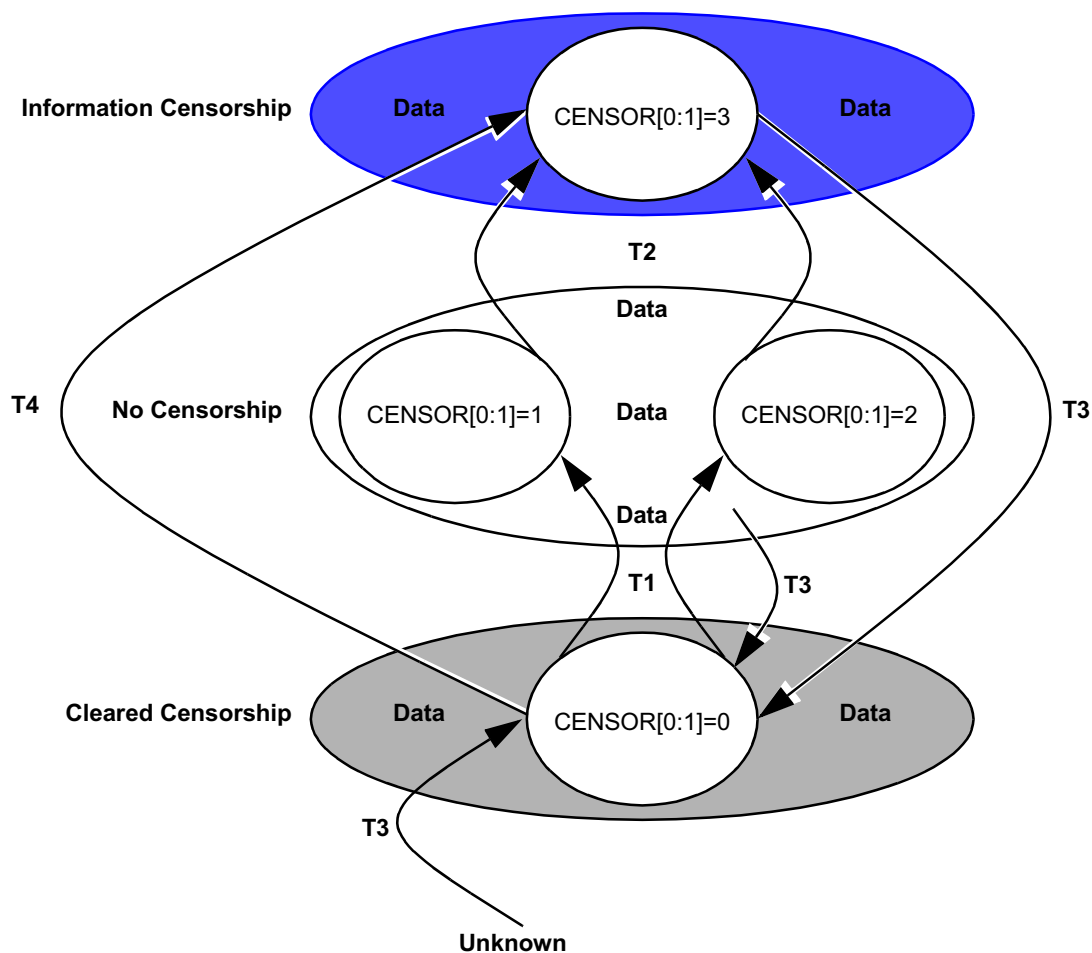 Information Censorship
Data
CENSOR[0:1]=3
Data
T2
Data
T4
No Censorship
CENSOR[0:1]=1
Data
CENSOR[0:1]=2
T3
Data
T1
T3
Cleared Censorship
Data
CENSOR[0:1]=0
Data
T3
Unknown